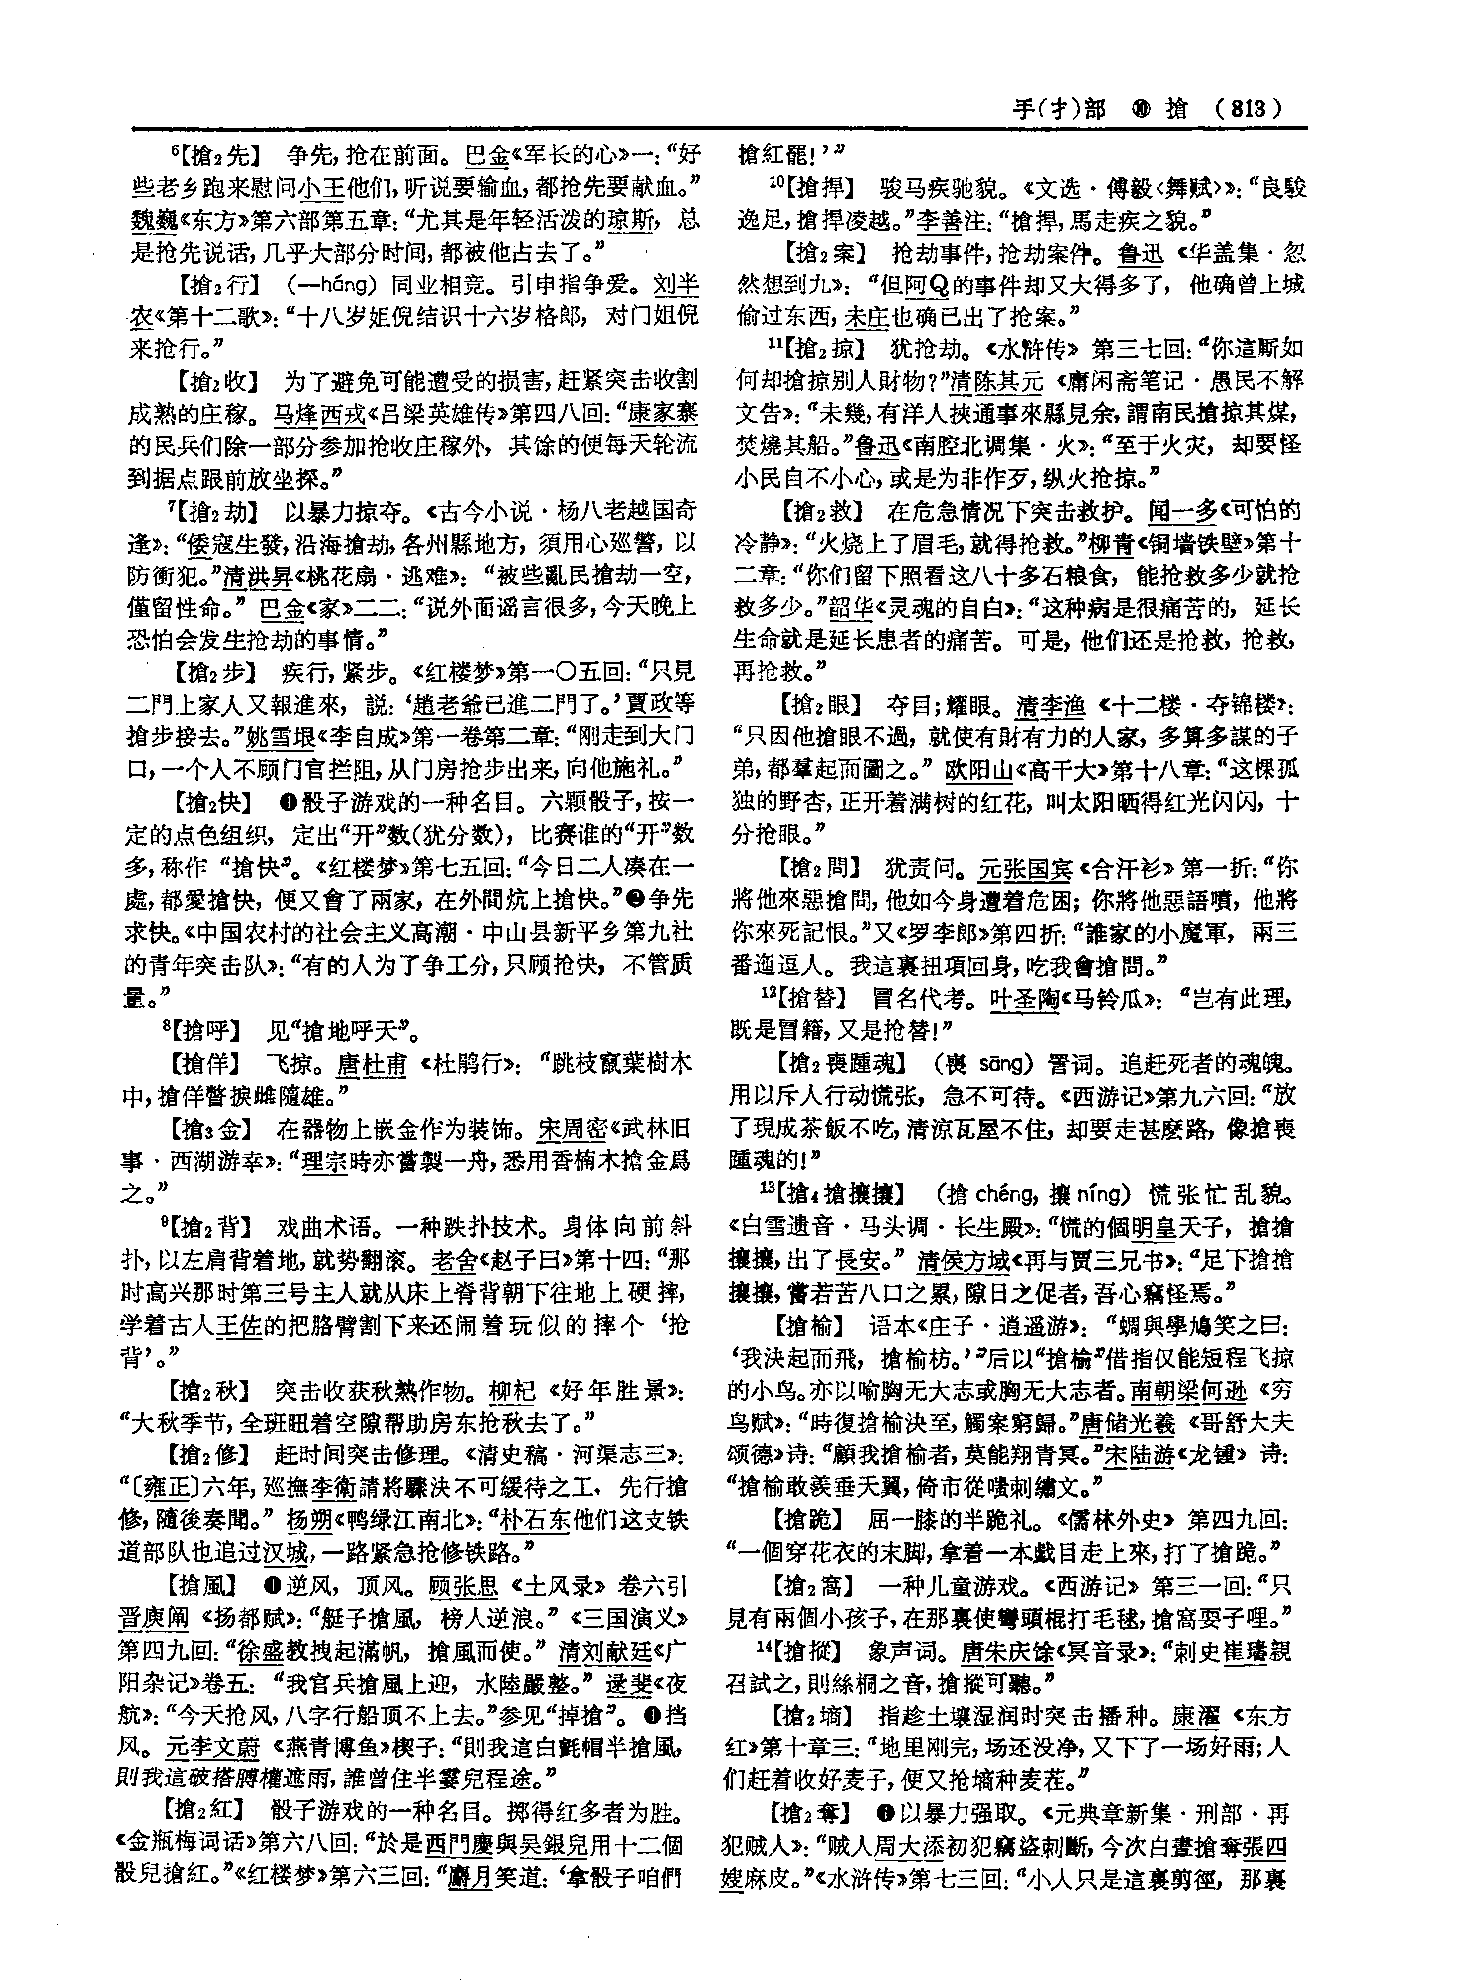 手(扌)部 ⑩ 搶 (813)
⁶【搶₂先】 争先,抢在前面。巴金《军长的心》一:“好
些老乡跑来慰问小王他们,听说要输血,都抢先要献血。”
魏巍《东方》第六部第五章:“尤其是年轻活泼的琼斯, 总
是抢先说话,几乎大部分时间,都被他占去了。”
【搶₂行】 (—háng) 同业相竞。引申指争爱。刘半
农《第十二歌》:“十八岁姐倪结识十六岁格郎, 对门姐倪
来抢行。”
【搶₂收】 为了避免可能遭受的损害,赶紧突击收割
成熟的庄稼。马烽西戎《吕梁英雄传》第四八回:“康家寨
的民兵们除一部分参加抢收庄稼外, 其馀的便每天轮流
到据点跟前放坐探。”
⁷【搶₂劫】 以暴力掠夺。《古今小说·杨八老越国奇
逢》:“倭寇生發,沿海搶劫,各州縣地方, 須用心巡警, 以
防衝犯。”清洪昇《桃花扇·逃难》: “被些亂民搶劫一空,
僅留性命。” 巴金《家》二二:“说外面谣言很多,今天晚上
恐怕会发生抢劫的事情。”
【搶₂步】 疾行,紧步。《红楼梦》第一〇五回:“只見
二門上家人又報進來, 説: ‘趙老爺已進二門了。’賈政等
搶步接去。”姚雪垠《李自成》第一卷第二章:“刚走到大门
口,一个人不顾门官拦阻,从门房抢步出来,向他施礼。”
【搶₂快】 ❶骰子游戏的一种名目。六颗骰子,按一
定的点色组织, 定出“开”数(犹分数), 比赛谁的“开”数
多,称作 “搶快”。《红楼梦》第七五回:“今日二人凑在一
處,都愛搶快, 便又會了兩家, 在外間炕上搶快。”❷争先
求快。《中国农村的社会主义高潮·中山县新平乡第九社
的青年突击队》:“有的人为了争工分,只顾抢快, 不管质
量。”
⁸【搶呼】 见“搶地呼天”。
【搶佯】 飞掠。唐杜甫《杜鹃行》: “跳枝竄葉樹木
中,搶佯瞥捩雌隨雄。”
【搶₃金】 在器物上嵌金作为装饰。宋周密《武林旧
事·西湖游幸》:“理宗時亦嘗製一舟,悉用香楠木搶金爲
之。”
⁹【搶₂背】 戏曲术语。一种跌扑技术。身体向前斜
扑,以左肩背着地,就势翻滚。老舍《赵子曰》第十四:“那
时高兴那时第三号主人就从床上脊背朝下往地上硬摔,
学着古人王佐的把胳臂割下来还闹着玩似的摔个‘抢
背’。”
【搶₂秋】 突击收获秋熟作物。柳杞《好年胜景》:
“大秋季节,全班瞅着空隙帮助房东抢秋去了。”
【搶₂修】 赶时间突击修理。《清史稿·河渠志三》:
“〔雍正〕六年,巡撫李衛請將驟決不可緩待之工, 先行搶
修,隨後奏聞。” 杨朔《鸭绿江南北》:“朴石东他们这支铁
道部队也追过汉城,一路紧急抢修铁路。”
【搶風】 ❶逆风, 顶风。顾张思《土风录》卷六引
晋庾阐《扬都赋》:“艇子搶風, 榜人逆浪。”《三国演义》
第四九回:“徐盛教拽起滿帆, 搶風而使。” 清刘献廷《广
阳杂记》卷五: “我官兵搶風上迎, 水陸嚴整。” 逯斐《夜
航》:“今天抢风,八字行船顶不上去。”参见“掉搶”。❶挡
风。元李文蔚《燕青博鱼》楔子:“則我這白氈帽半搶風,
則我這破搭膊權遮雨,誰曾住半霎兒程途。”
【搶₂紅】 骰子游戏的一种名目。掷得红多者为胜。
《金瓶梅词话》第六八回:“於是西門慶與吴銀兒用十二個
骰兒搶紅。”《红楼梦》第六三回:“麝月笑道: ‘拿骰子咱們
搶紅罷!’”
¹⁰【搶捍】 骏马疾驰貌。《文选·傅毅〈舞赋〉》:“良駿
逸足,搶捍凌越。”李善注:“搶捍,馬走疾之貌。”
【搶₂案】 抢劫事件,抢劫案件。鲁迅《华盖集·忽
然想到九》: “但阿Q的事件却又大得多了, 他确曾上城
偷过东西,未庄也确已出了抢案。”
¹¹【搶₂掠】 犹抢劫。《水浒传》第三七回:“你這厮如
何却搶掠别人財物?”清陈其元《庸闲斋笔记·愚民不解
文告》:“未幾,有洋人挾通事來縣見余,謂南民搶掠其煤,
焚燒其船。”鲁迅《南腔北调集·火》:“至于火灾, 却要怪
小民自不小心,或是为非作歹,纵火抢掠。”
【搶₂救】 在危急情况下突击救护。闻一多《可怕的
冷静》:“火烧上了眉毛,就得抢救。”柳青《铜墙铁壁》第十
二章:“你们留下照看这八十多石粮食, 能抢救多少就抢
救多少。”韶华《灵魂的自白》:“这种病是很痛苦的, 延长
生命就是延长患者的痛苦。可是, 他们还是抢救, 抢救,
再抢救。”
【搶₂眼】 夺目;耀眼。清李渔《十二楼·夺锦楼》:
“只因他搶眼不過, 就使有財有力的人家, 多算多謀的子
弟,都羣起而圖之。” 欧阳山《高干大》第十八章:“这棵孤
独的野杏,正开着满树的红花, 叫太阳晒得红光闪闪, 十
分抢眼。”
【搶₂問】 犹责问。元张国宾《合汗衫》第一折:“你
將他來惡搶問,他如今身遭着危困; 你將他惡語噴, 他將
你來死記恨。”又《罗李郎》第四折:“誰家的小魔軍, 兩三
番迤逗人。我這裏扭項回身,吃我會搶問。”
¹²【搶替】 冒名代考。叶圣陶《马铃瓜》: “岂有此理,
既是冒籍,又是抢替!”
【搶₂喪踵魂】 (喪 sāng) 詈词。追赶死者的魂魄。
用以斥人行动慌张, 急不可待。《西游记》第九六回:“放
了現成茶飯不吃,清涼瓦屋不住, 却要走甚麽路, 像搶喪
踵魂的!”
¹³【搶₄搶攘攘】 (搶 chéng, 攘 níng) 慌张忙乱貌。
《白雪遗音·马头调·长生殿》:“慌的個明皇天子, 搶搶
攘攘,出了長安。” 清侯方域《再与贾三兄书》:“足下搶搶
攘攘,嘗若苦八口之累,隙日之促者,吾心竊怪焉。”
【搶榆】 语本《庄子·逍遥游》: “蜩與學鳩笑之曰:
‘我決起而飛, 搶榆枋。’”后以“搶榆”借指仅能短程飞掠
的小鸟。亦以喻胸无大志或胸无大志者。南朝梁何逊《穷
鸟赋》:“時復搶榆決至,觸案窮歸。”唐储光羲《哥舒大夫
颂德》诗:“顧我搶榆者,莫能翔青冥。”宋陆游《龙锺》诗:
“搶榆敢羨垂天翼,倚市從嗤刺繡文。”
【搶跪】 屈一膝的半跪礼。《儒林外史》第四九回:
“一個穿花衣的末脚,拿着一本戲目走上來,打了搶跪。”
【搶₂窩】 一种儿童游戏。《西游记》第三一回:“只
見有兩個小孩子,在那裏使彎頭棍打毛毬,搶窩耍子哩。”
¹⁴【搶摐】 象声词。唐朱庆馀《冥音录》:“刺史崔璹親
召試之,則絲桐之音,搶摐可聽。”
【搶₂墒】 指趁土壤湿润时突击播种。康濯《东方
红》第十章三:“地里刚完,场还没净,又下了一场好雨;人
们赶着收好麦子,便又抢墒种麦茬。”
【搶₂奪】 ❶以暴力强取。《元典章新集·刑部·再
犯贼人》:“贼人周大添初犯竊盜刺斷,今次白晝搶奪張四
嫂麻皮。”《水浒传》第七三回:“小人只是這裏剪徑, 那裏